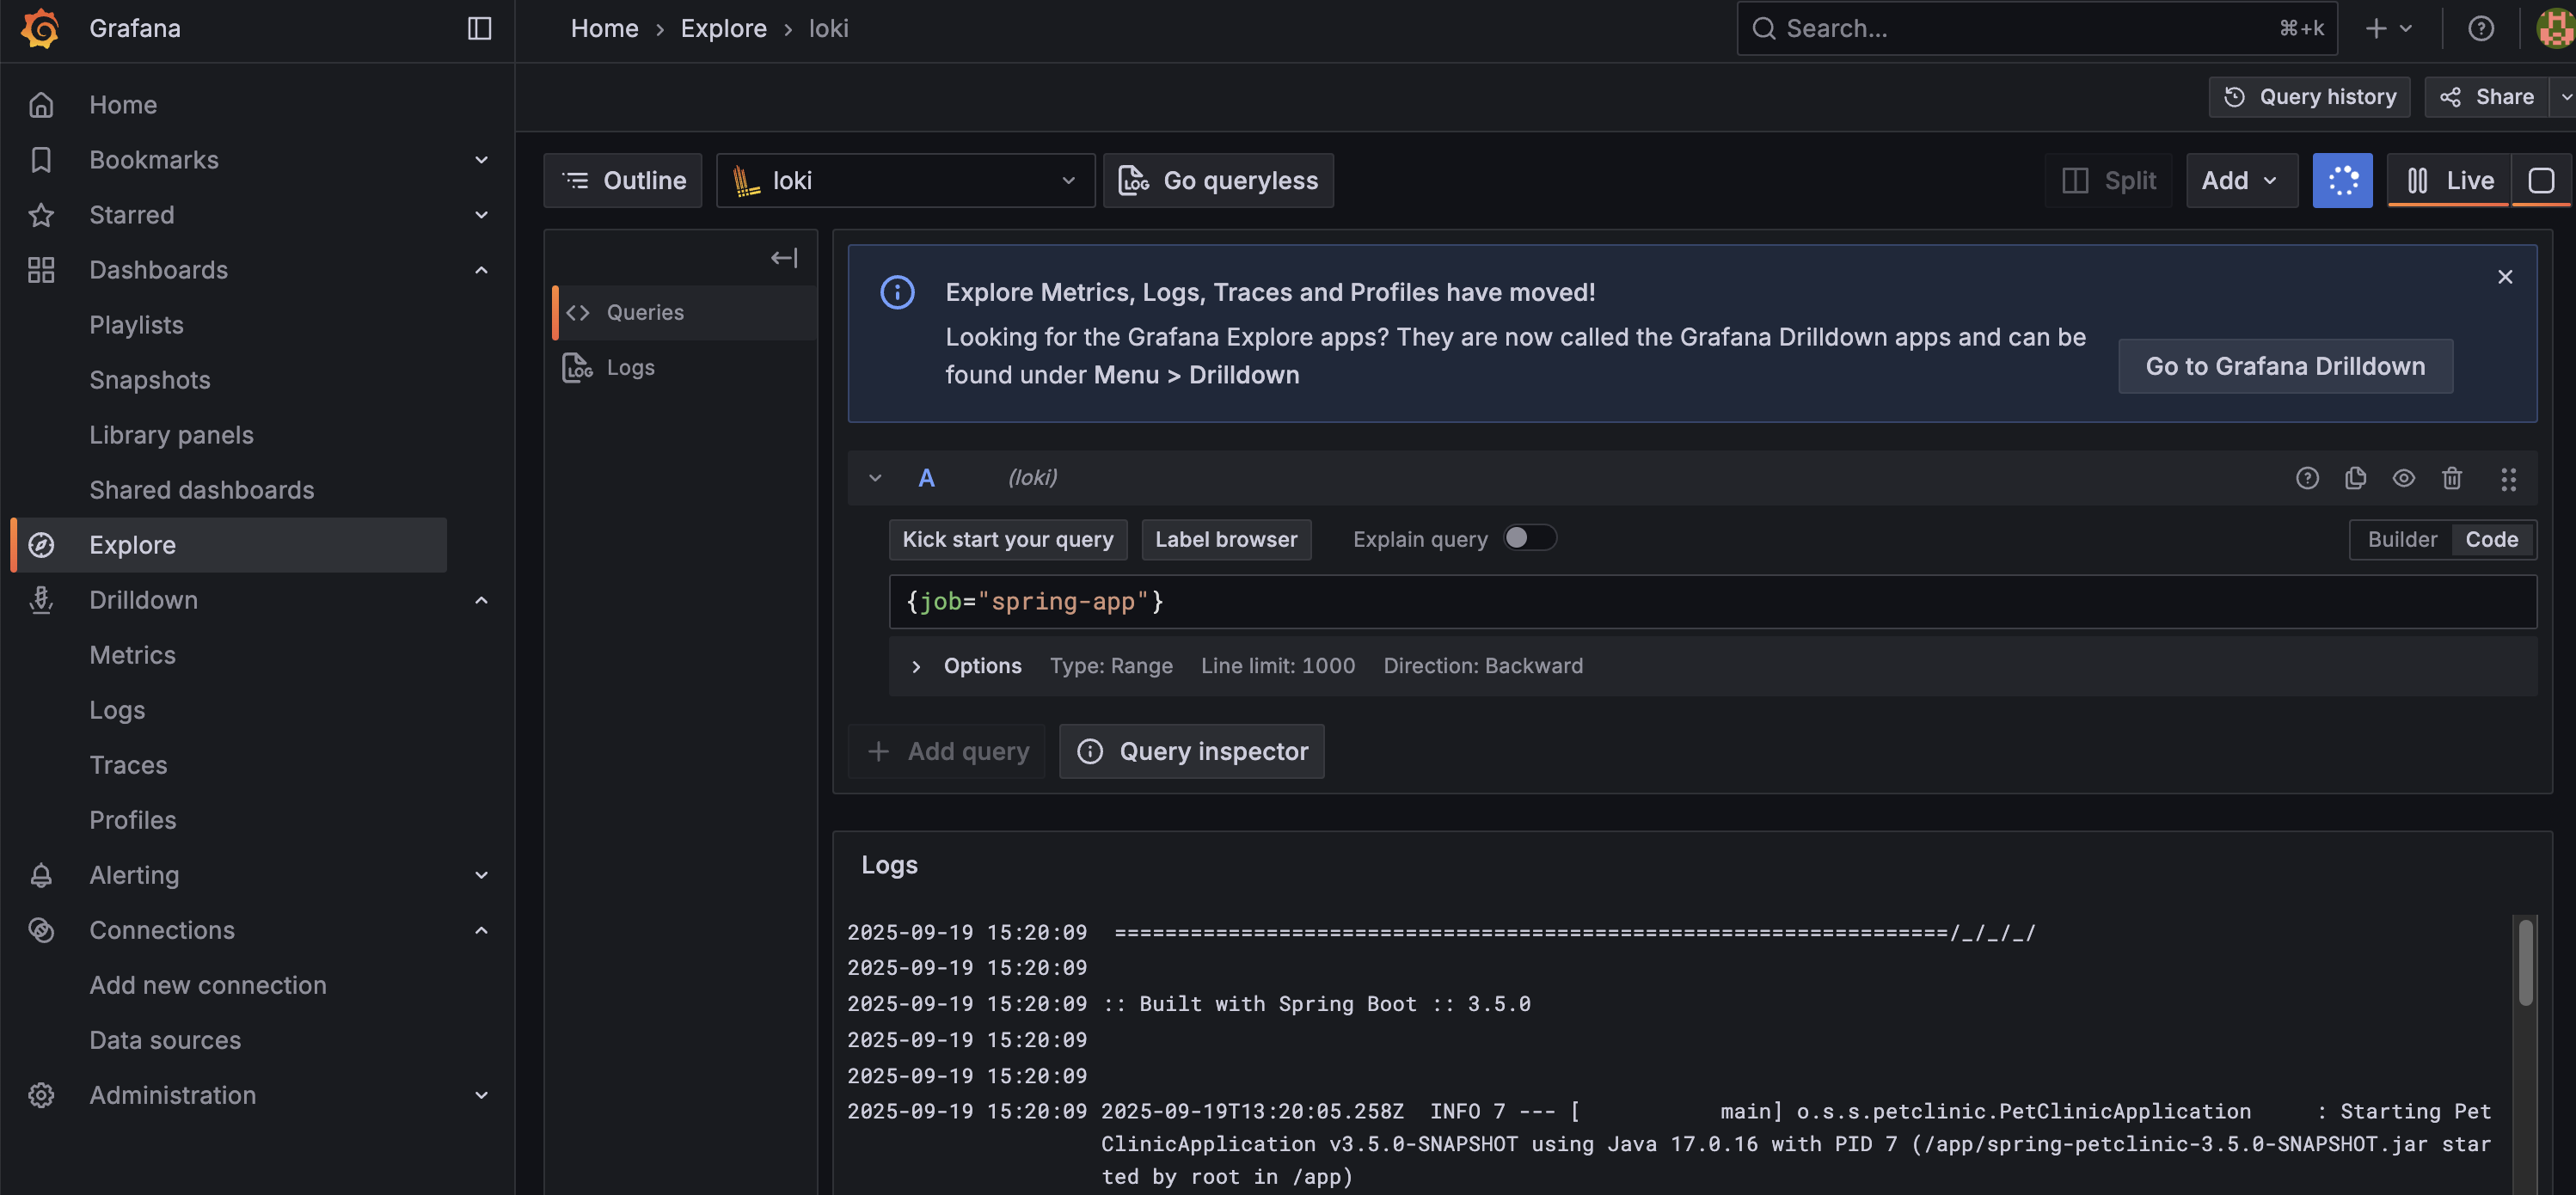 Grafana
Home › Explore › loki
Search...
⌘+k
Query history
Share
Home
Bookmarks
Starred
Dashboards
Playlists
Snapshots
Library panels
Shared dashboards
Explore
Drilldown
Metrics
Logs
Traces
Profiles
Alerting
Connections
Add new connection
Data sources
Administration
Outline
loki
LOG Go queryless
Split
Add
Live
Queries
LOG Logs
Explore Metrics, Logs, Traces and Profiles have moved!
Looking for the Grafana Explore apps? They are now called the Grafana Drilldown apps and can be
found under Menu > Drilldown
Go to Grafana Drilldown
A (loki)
Kick start your query
Label browser
Explain query
Builder
Code
{job="spring-app"}
Options Type: Range Line limit: 1000 Direction: Backward
+ Add query
Query inspector
Logs
2025-09-19 15:20:09 ==================================================================/_/_/_/
2025-09-19 15:20:09
2025-09-19 15:20:09 :: Built with Spring Boot :: 3.5.0
2025-09-19 15:20:09
2025-09-19 15:20:09
2025-09-19 15:20:09 2025-09-19T13:20:05.258Z INFO 7 --- [ main] o.s.s.petclinic.PetClinicApplication : Starting Pet
ClinicApplication v3.5.0-SNAPSHOT using Java 17.0.16 with PID 7 (/app/spring-petclinic-3.5.0-SNAPSHOT.jar star
ted by root in /app)